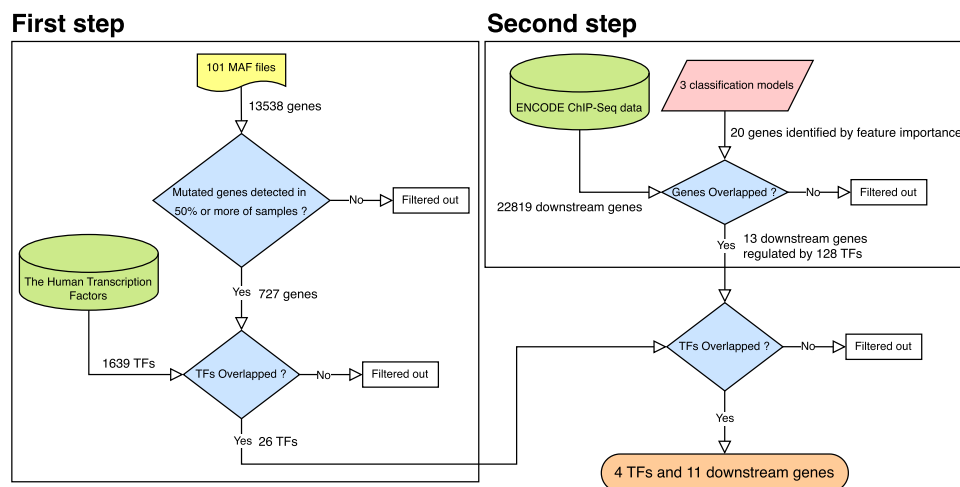 First step
101 MAF files
13538 genes
Mutated genes detected in
50% or more of samples ?
No
Filtered out
The Human Transcription
Factors
Yes
727 genes
1639 TFs
TFs Overlapped ?
No
Filtered out
Yes
26 TFs
Second step
ENCODE ChIP-Seq data
3 classification models
20 genes identified by feature importance
22819 downstream genes
Genes Overlapped ?
No
Filtered out
Yes
13 downstream genes
regulated by 128 TFs
TFs Overlapped ?
No
Filtered out
Yes
4 TFs and 11 downstream genes